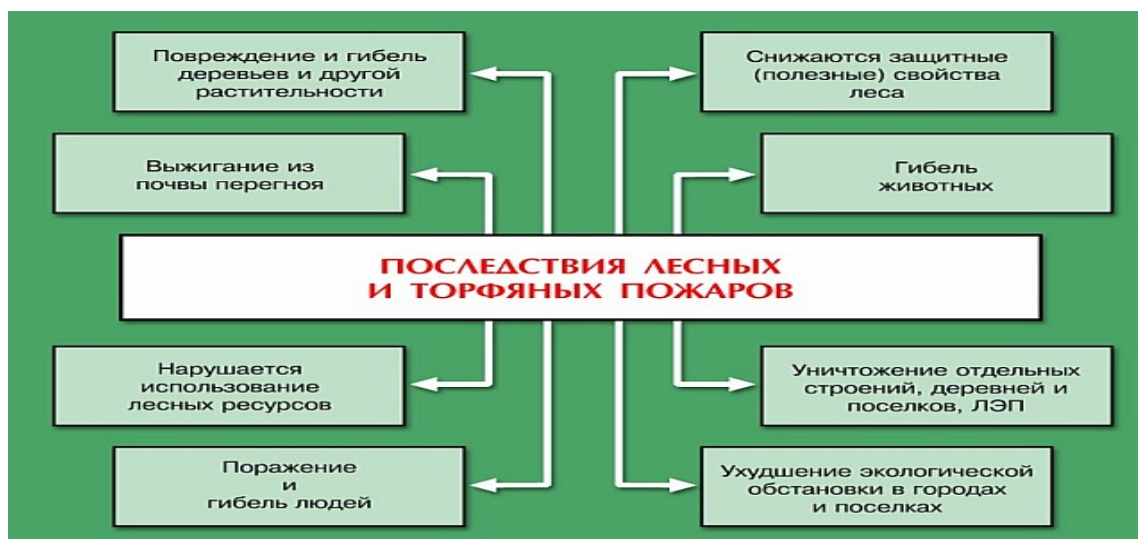 Повреждение и гибель
деревьев и другой
растительности
Снижаются защитные
(полезные) свойства
леса
Выжигание из
почвы перегноя
Гибель
животных
ПОСЛЕДСТВИЯ ЛЕСНЫХ
И ТОРФЯНЫХ ПОЖАРОВ
Нарушается
использование
лесных ресурсов
Уничтожение отдельных
строений, деревней и
поселков, ЛЭП
Поражение
и
гибель людей
Ухудшение экологической
обстановки в городах
и поселках